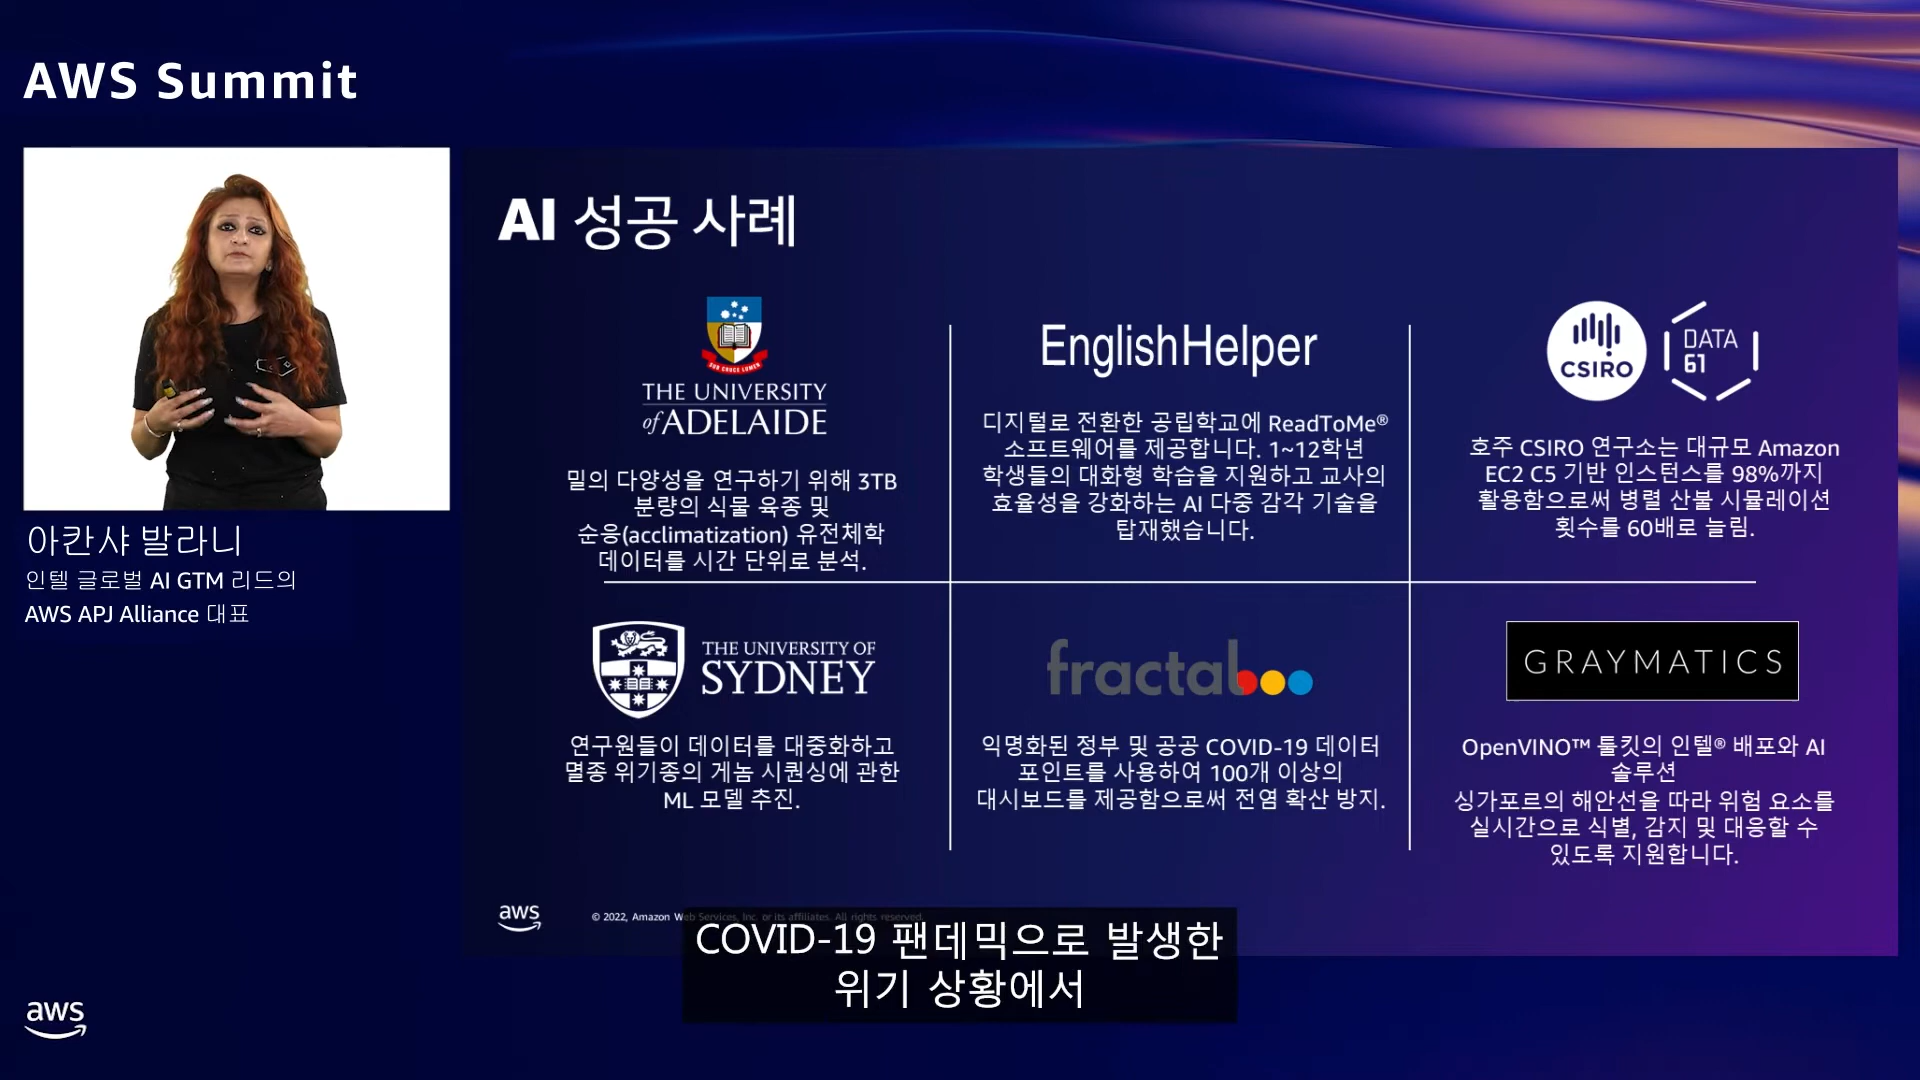 AWS Summit
아칸샤 발라니
인텔 글로벌 AI GTM 리드의
AWS APJ Alliance 대표
AI 성공 사례
SUB CRUCE LUMEN
THE UNIVERSITY
of ADELAIDE
밀의 다양성을 연구하기 위해 3TB
분량의 식물 육종 및
순응(acclimatization) 유전체학
데이터를 시간 단위로 분석.
EnglishHelper
디지털로 전환한 공립학교에 ReadToMe®
소프트웨어를 제공합니다. 1~12학년
학생들의 대화형 학습을 지원하고 교사의
효율성을 강화하는 AI 다중 감각 기술을
탑재했습니다.
CSIRO
DATA
61
호주 CSIRO 연구소는 대규모 Amazon
EC2 C5 기반 인스턴스를 98%까지
활용함으로써 병렬 산불 시뮬레이션
횟수를 60배로 늘림.
THE UNIVERSITY OF
SYDNEY
연구원들이 데이터를 대중화하고
멸종 위기종의 게놈 시퀀싱에 관한
ML 모델 추진.
fractal
익명화된 정부 및 공공 COVID-19 데이터
포인트를 사용하여 100개 이상의
대시보드를 제공함으로써 전염 확산 방지.
GRAYMATICS
OpenVINO™ 툴킷의 인텔® 배포와 AI
솔루션
싱가포르의 해안선을 따라 위험 요소를
실시간으로 식별, 감지 및 대응할 수
있도록 지원합니다.
aws
© 2022, Amazon Web Services, Inc. or its affiliates. All rights reserved.
COVID-19 팬데믹으로 발생한
위기 상황에서
aws